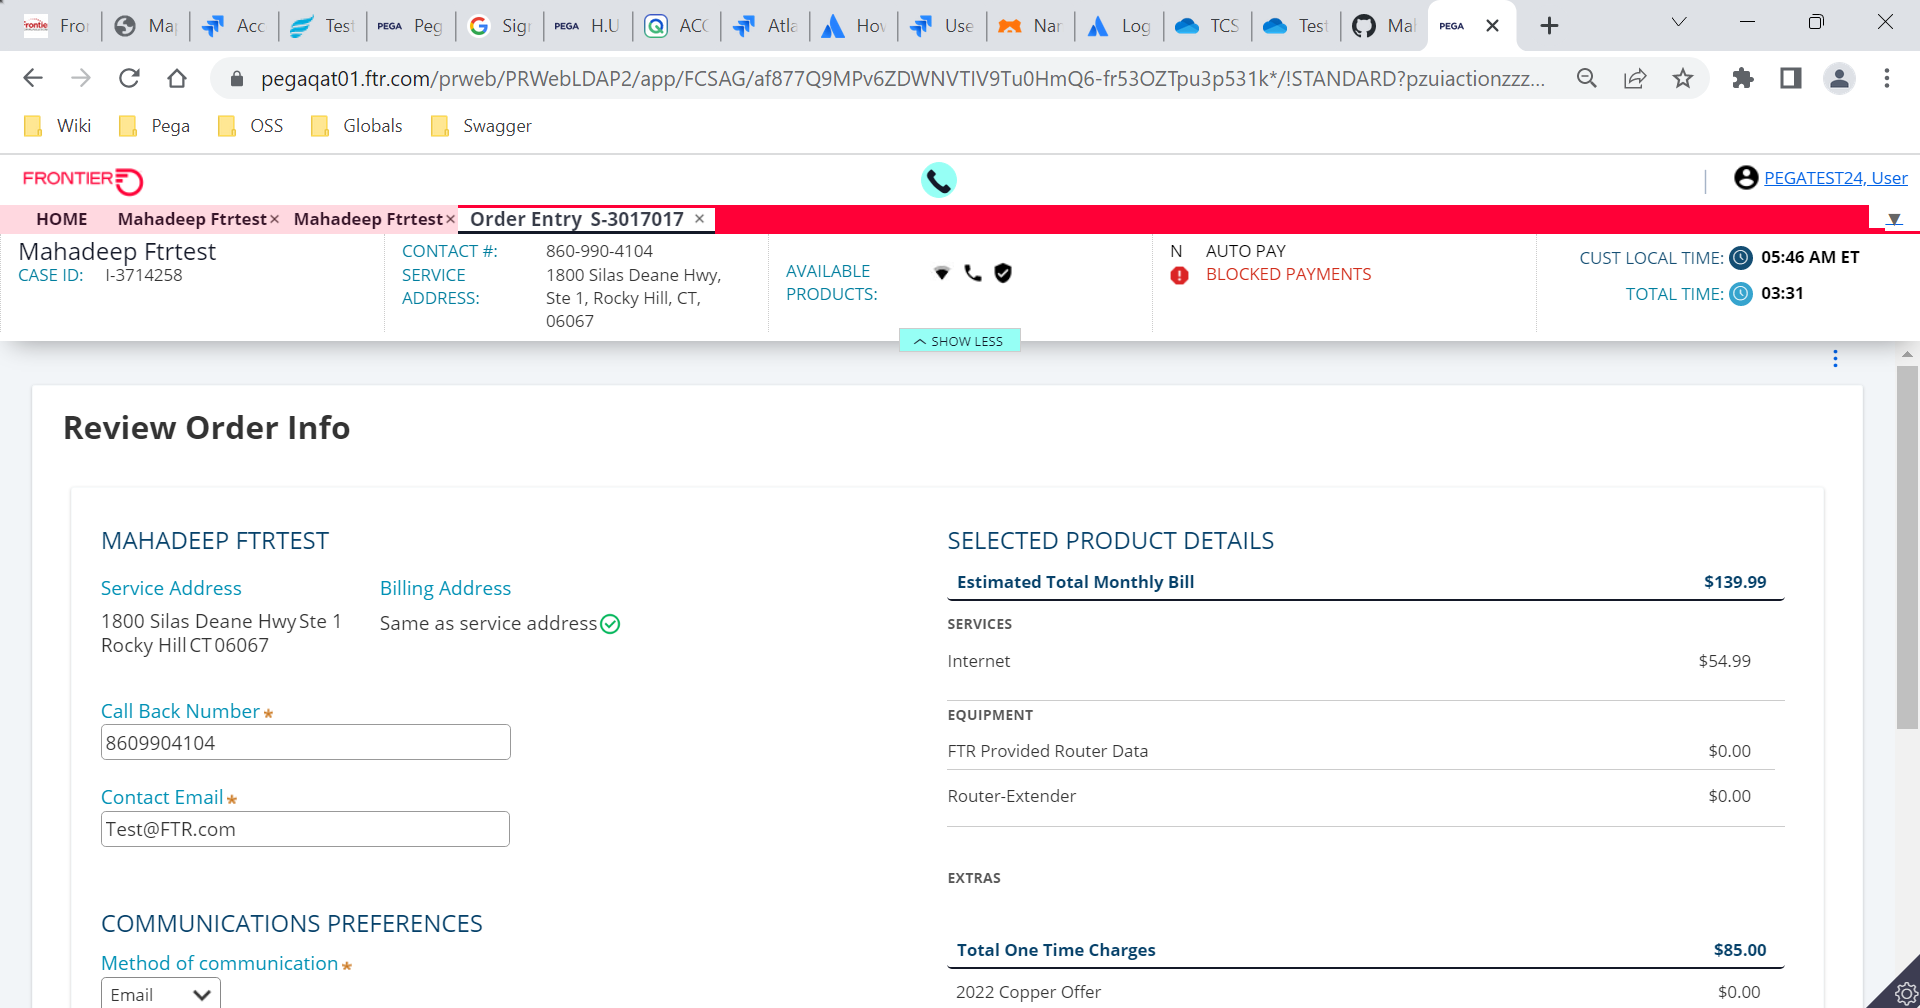 Fro
Ma
Acc
Test
PEGA Peg
Sig
PEGA H.U
ACC
Atla
Hov
Use
Nar
Log
TCS
Test
Ma
PEGA
pegaqat01.ftr.com/prweb/PRWebLDAP2/app/FCSAG/af877Q9MPv6ZDWNVTIV9Tu0HmQ6-fr53OZTpu3p531k*/!STANDARD?pzuiactionzzz...
Wiki Pega OSS Globals Swagger
FRONTIER
PEGATEST24, User
HOME Mahadeep Ftrtest× Mahadeep Ftrtest× Order Entry S-3017017 ×
Mahadeep Ftrtest
CASE ID: I-3714258
CONTACT #: 860-990-4104
SERVICE ADDRESS: 1800 Silas Deane Hwy,
Ste 1, Rocky Hill, CT,
06067
AVAILABLE
PRODUCTS:
N AUTO PAY
BLOCKED PAYMENTS
CUST LOCAL TIME: 05:46 AM ET
TOTAL TIME: 03:31
SHOW LESS
Review Order Info
MAHADEEP FTRTEST
Service Address
1800 Silas Deane Hwy Ste 1
Rocky Hill CT 06067
Billing Address
Same as service address
Call Back Number *
8609904104
Contact Email *
Test@FTR.com
COMMUNICATIONS PREFERENCES
Method of communication *
Email
SELECTED PRODUCT DETAILS
Estimated Total Monthly Bill $139.99
SERVICES
Internet $54.99
EQUIPMENT
FTR Provided Router Data $0.00
Router-Extender $0.00
EXTRAS
Total One Time Charges $85.00
2022 Copper Offer $0.00